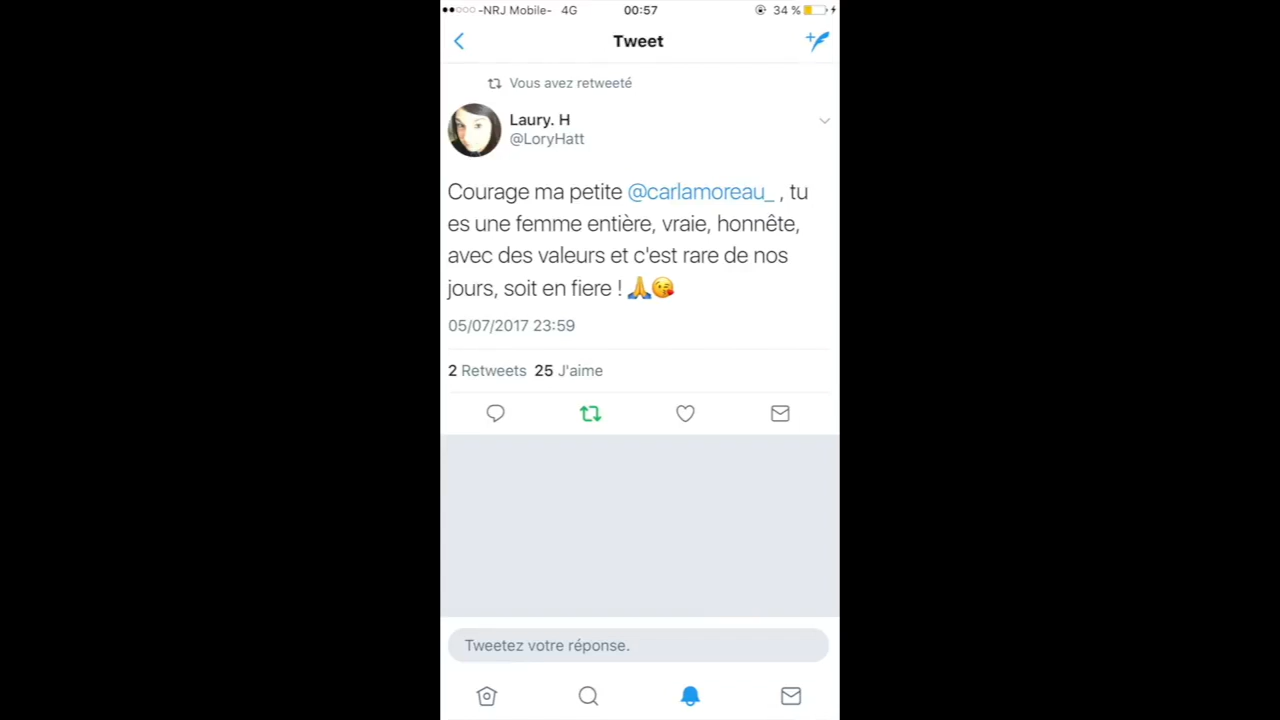 -NRJ Mobile- 4G 00:57 34 %
Tweet
Vous avez retweeté
Laury. H
@LoryHatt
Courage ma petite @carlamoreau_ , tu
es une femme entière, vraie, honnête,
avec des valeurs et c'est rare de nos
jours, soit en fiere ! 🙏😘
05/07/2017 23:59
2 Retweets 25 J'aime
Tweetez votre réponse.